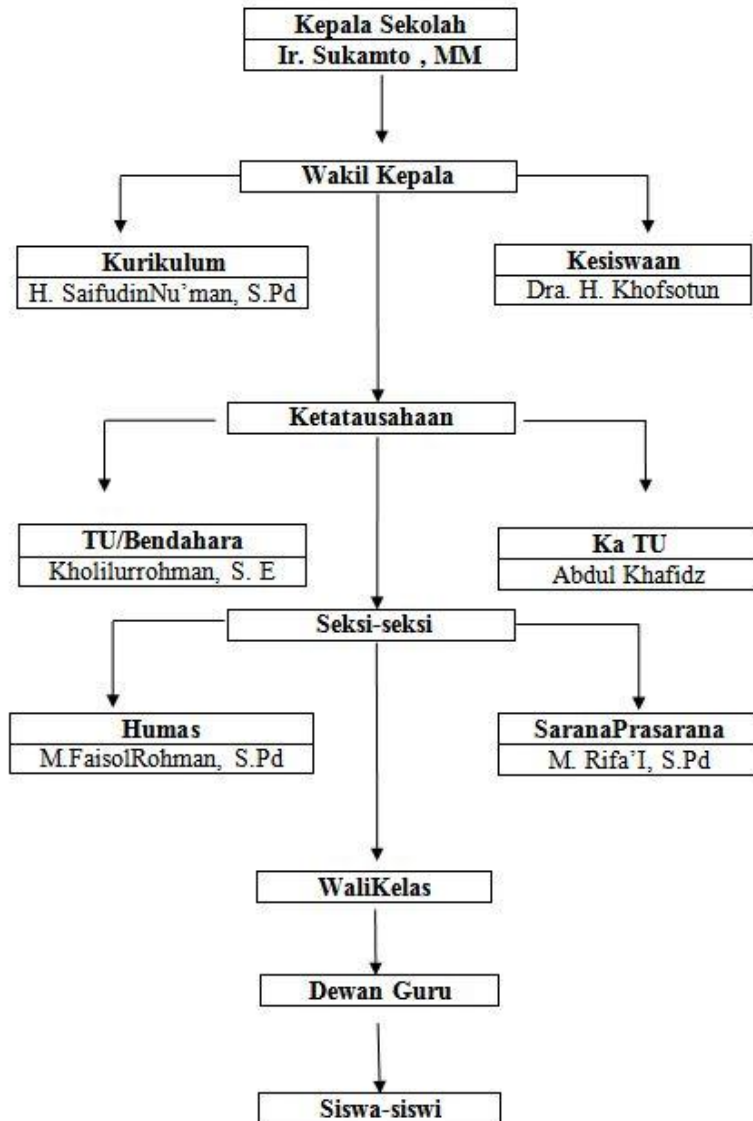 Kepala Sekolah
Ir. Sukamto , MM
Wakil Kepala
Kurikulum
H. SaifudinNu’man, S.Pd
Kesiswaan
Dra. H. Khofsotun
Ketatausahaan
TU/Bendahara
Kholilurrohman, S. E
Ka TU
Abdul Khafidz
Seksi-seksi
Humas
M.FaisolRohman, S.Pd
SaranaPrasarana
M. Rifa’I, S.Pd
WaliKelas
Dewan Guru
Siswa-siswi